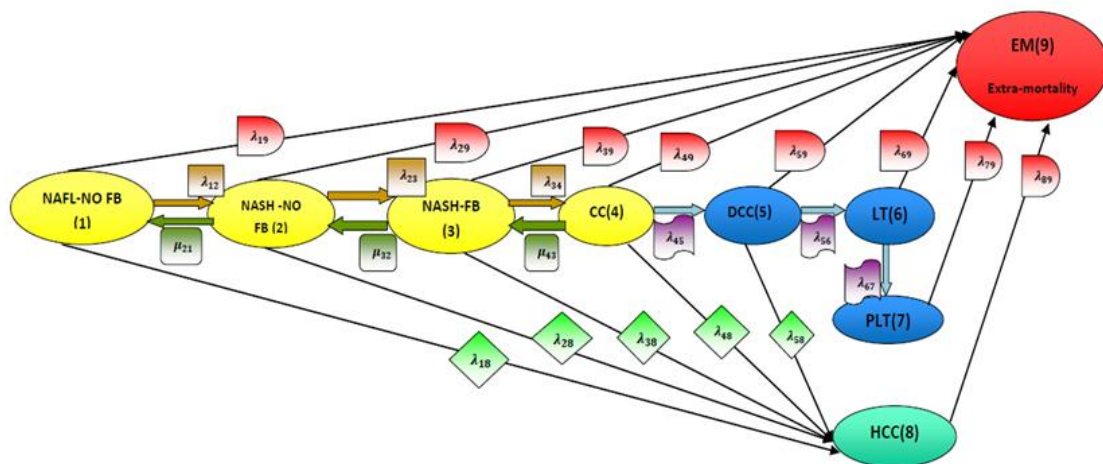 EM(9)
Extra-mortality
λ₁₉
λ₂₉
λ₃₉
λ₄₉
λ₅₉
λ₆₉
λ₇₉
λ₈₉
NAFL-NO FB
(1)
λ₁₂
μ₂₁
NASH -NO
FB (2)
λ₂₃
μ₃₂
NASH-FB
(3)
λ₃₄
μ₄₃
CC(4)
λ₄₅
DCC(5)
λ₅₆
LT(6)
λ₆₇
PLT(7)
λ₁₈
λ₂₈
λ₃₈
λ₄₈
λ₅₈
HCC(8)